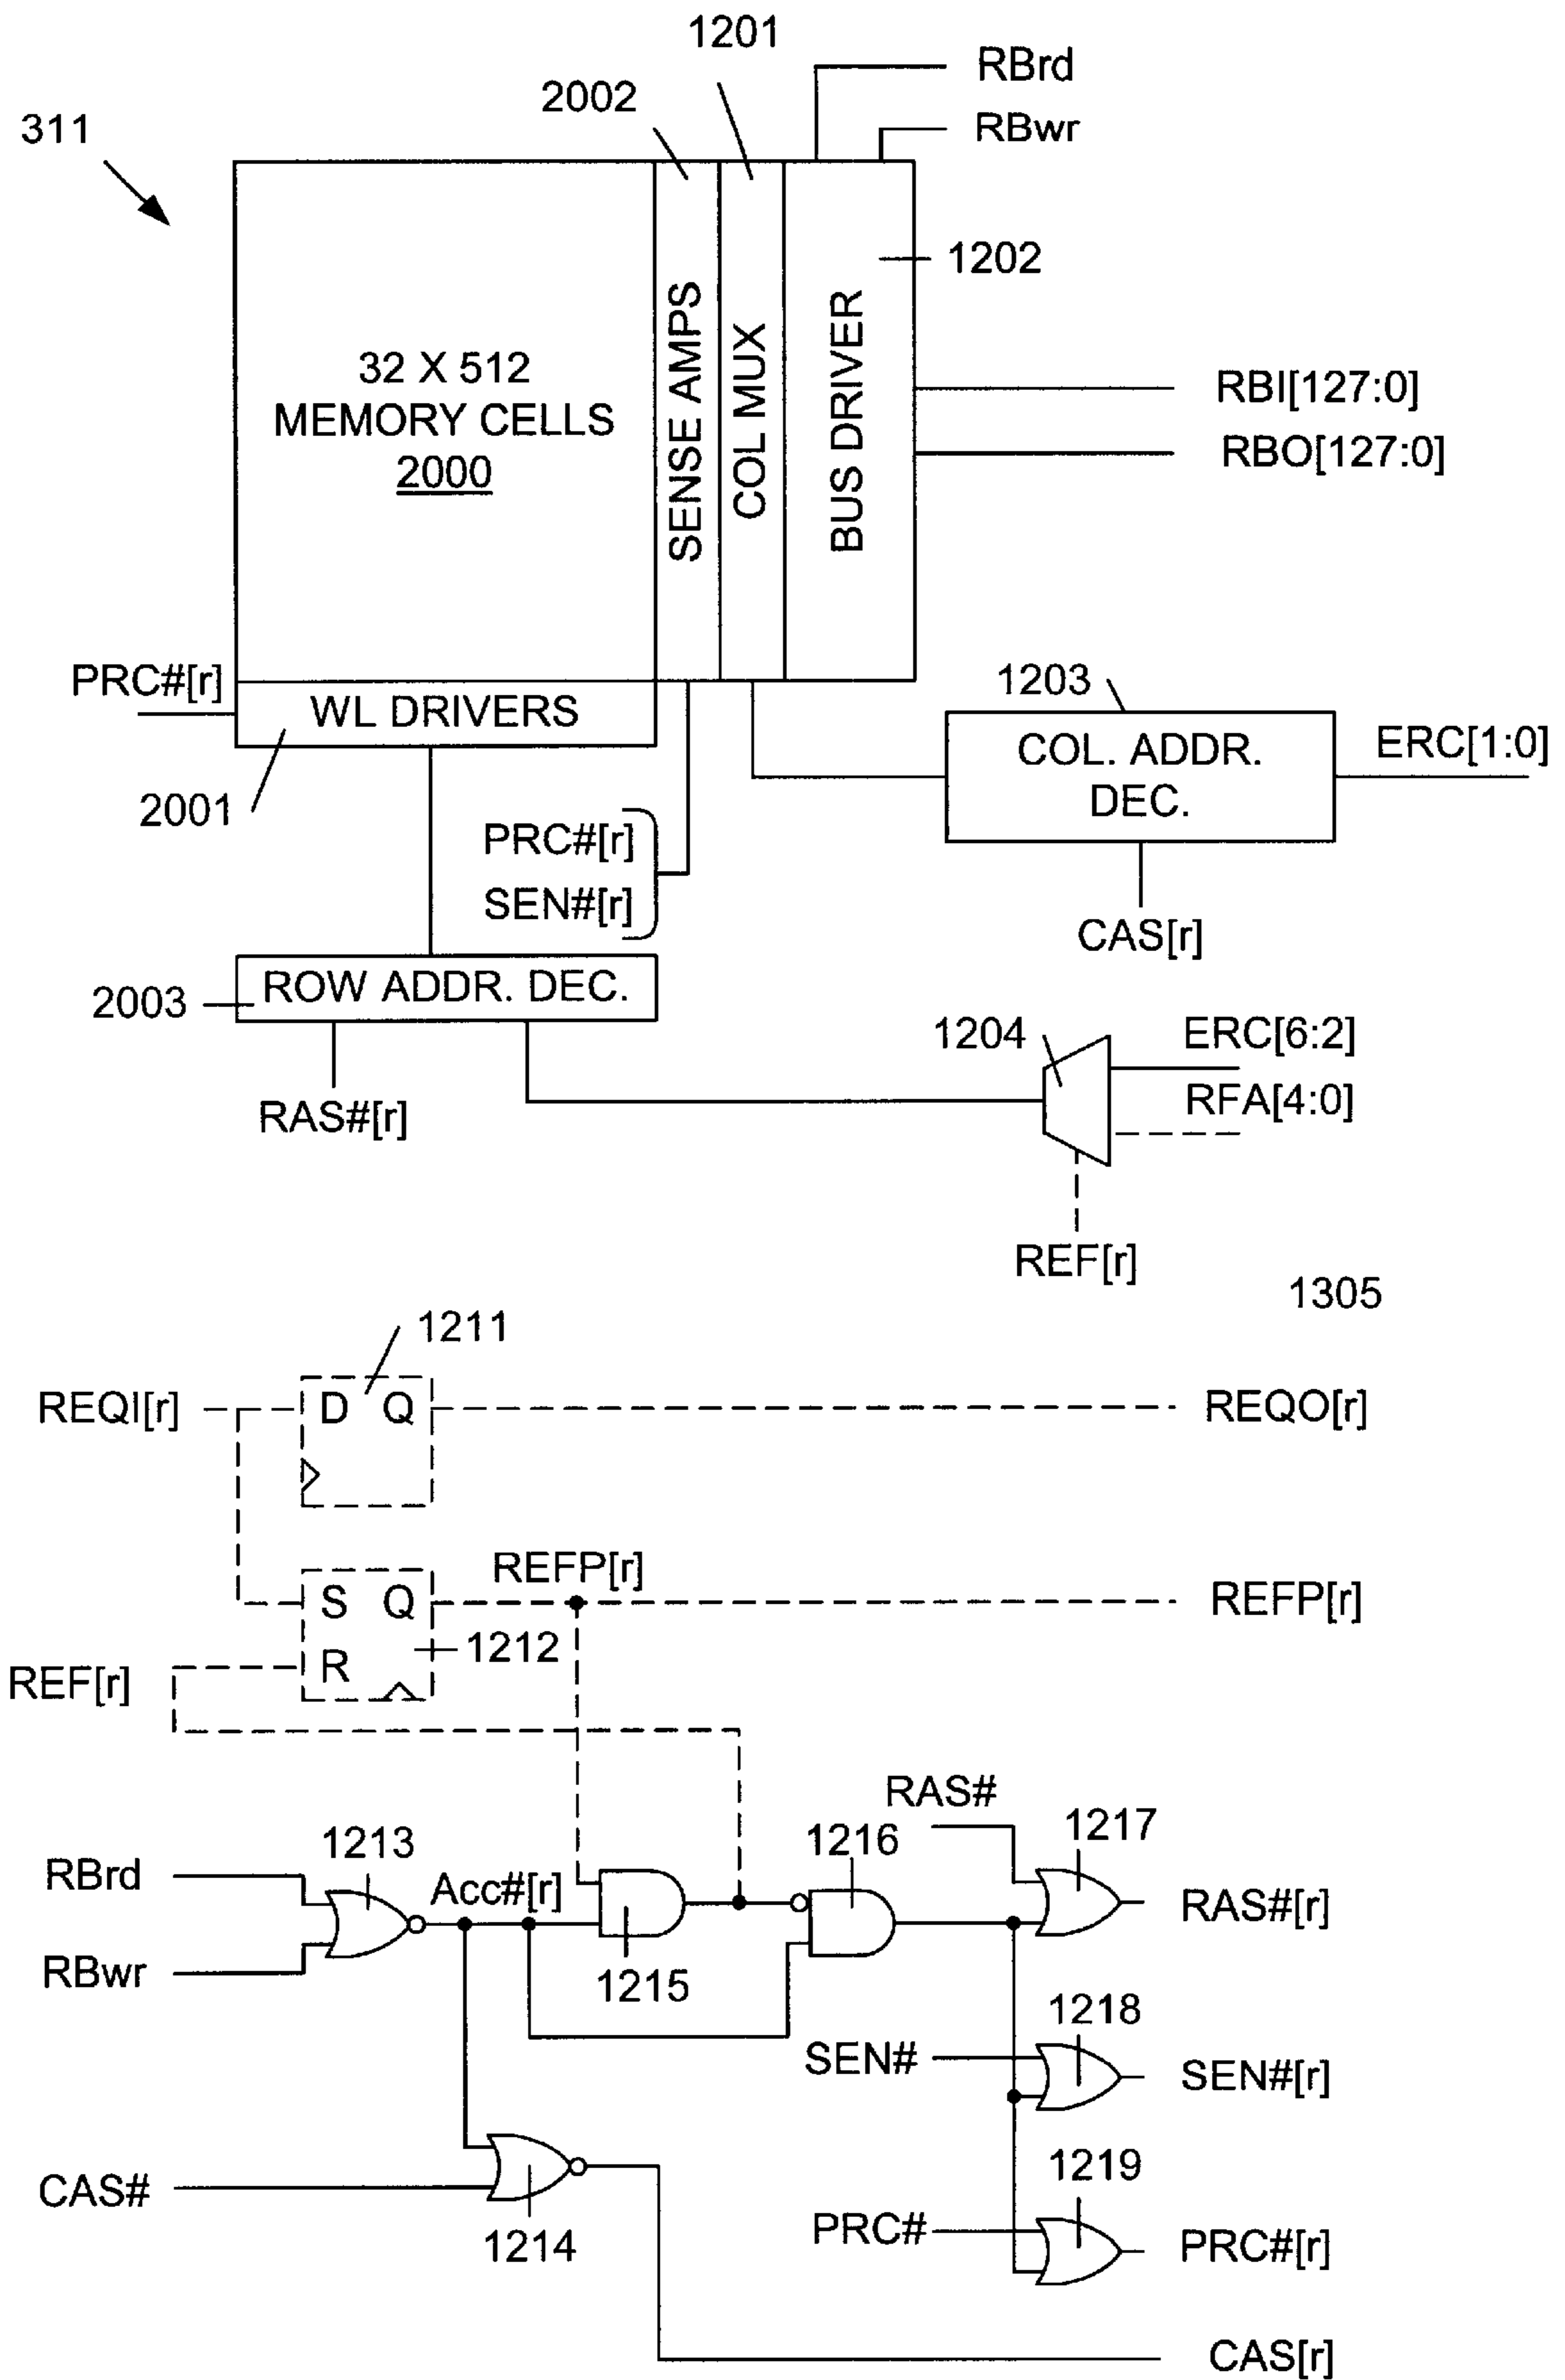 1201
RBrd
2002
RBwr
311
1202
32 X 512
MEMORY CELLS
2000
SENSE AMPS
COL MUX
BUS DRIVER
RBI[127:0]
RBO[127:0]
PRC#[r]
WL DRIVERS
1203
COL. ADDR.
DEC.
ERC[1:0]
2001
PRC#[r]
SEN#[r]
CAS[r]
2003
ROW ADDR. DEC.
1204
ERC[6:2]
RFA[4:0]
RAS#[r]
REF[r]
1305
1211
REQI[r]
D Q
REQO[r]
REFP[r]
S Q
REFP[r]
1212
R
REF[r]
RAS#
1217
1213
1216
RBrd
Acc#[r]
RAS#[r]
RBwr
1215
1218
SEN#
SEN#[r]
1219
CAS#
1214
PRC#
PRC#[r]
CAS[r]